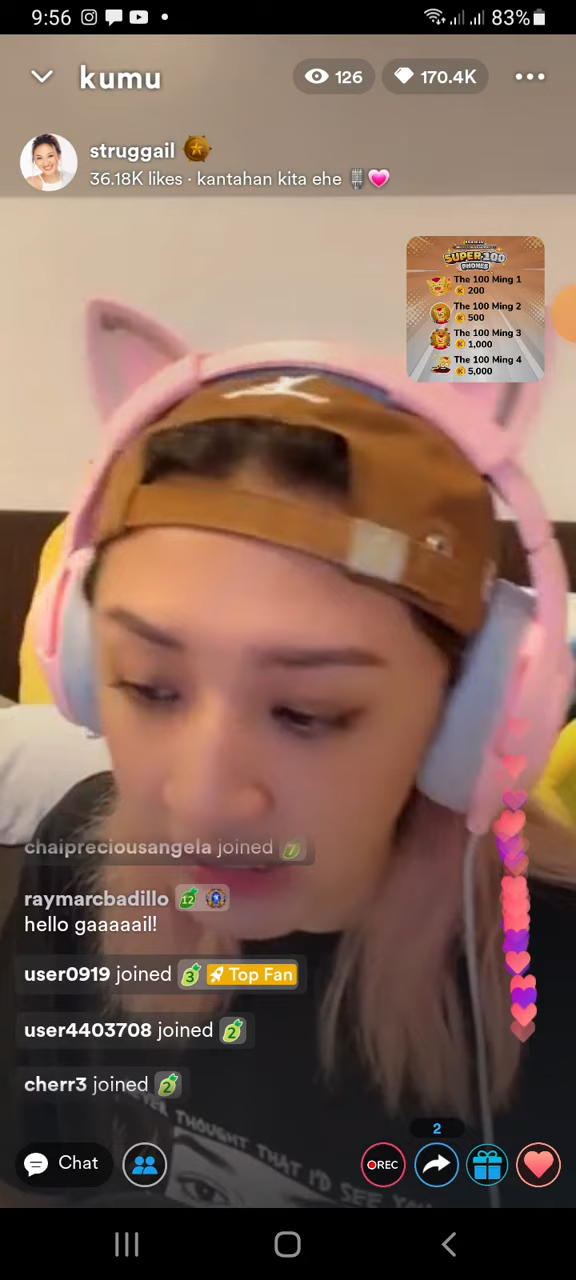 9:56
83%
kumu
126
170.4K
struggail
36.18K likes · kantahan kita ehe
SUPER 100
PHONES
The 100 Ming 1
200
The 100 Ming 2
500
The 100 Ming 3
1,000
The 100 Ming 4
5,000
chaipreciousangela joined 7
raymarcbadillo 12
hello gaaaaail!
user0919 joined 3 Top Fan
user4403708 joined 2
cherr3 joined 2
EVER THOUGHT THAT I'D SEE YOU
2
Chat
REC